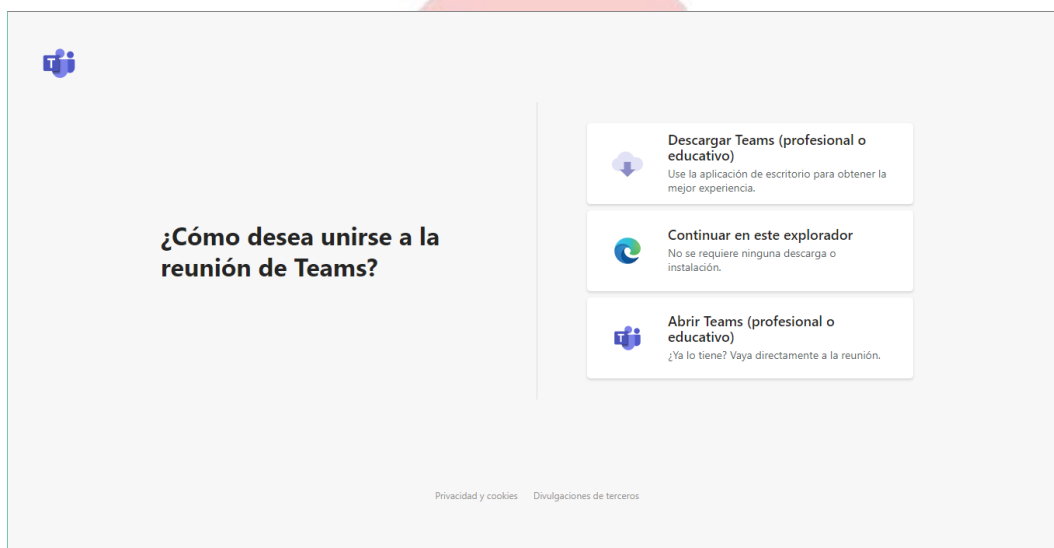 ¿Cómo desea unirse a la
reunión de Teams?
Descargar Teams (profesional o
educativo)
Use la aplicación de escritorio para obtener la
mejor experiencia.
Continuar en este explorador
No se requiere ninguna descarga o
instalación.
Abrir Teams (profesional o
educativo)
¿Ya lo tiene? Vaya directamente a la reunión.
Privacidad y cookies Divulgaciones de terceros